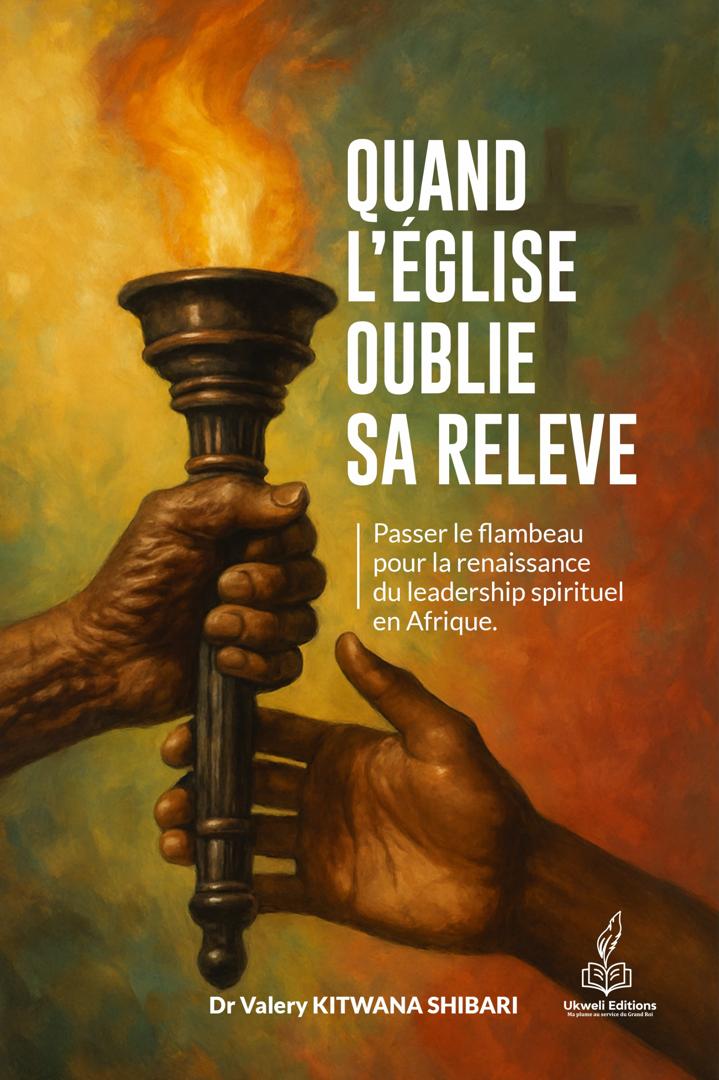 QUAND
L'ÉGLISE
OUBLIE
SA RELEVE
Passer le flambeau
pour la renaissance
du leadership spirituel
en Afrique.
Dr Valery KITWANA SHIBARI
Ukweli Editions
Ma plume au service du Grand Roi